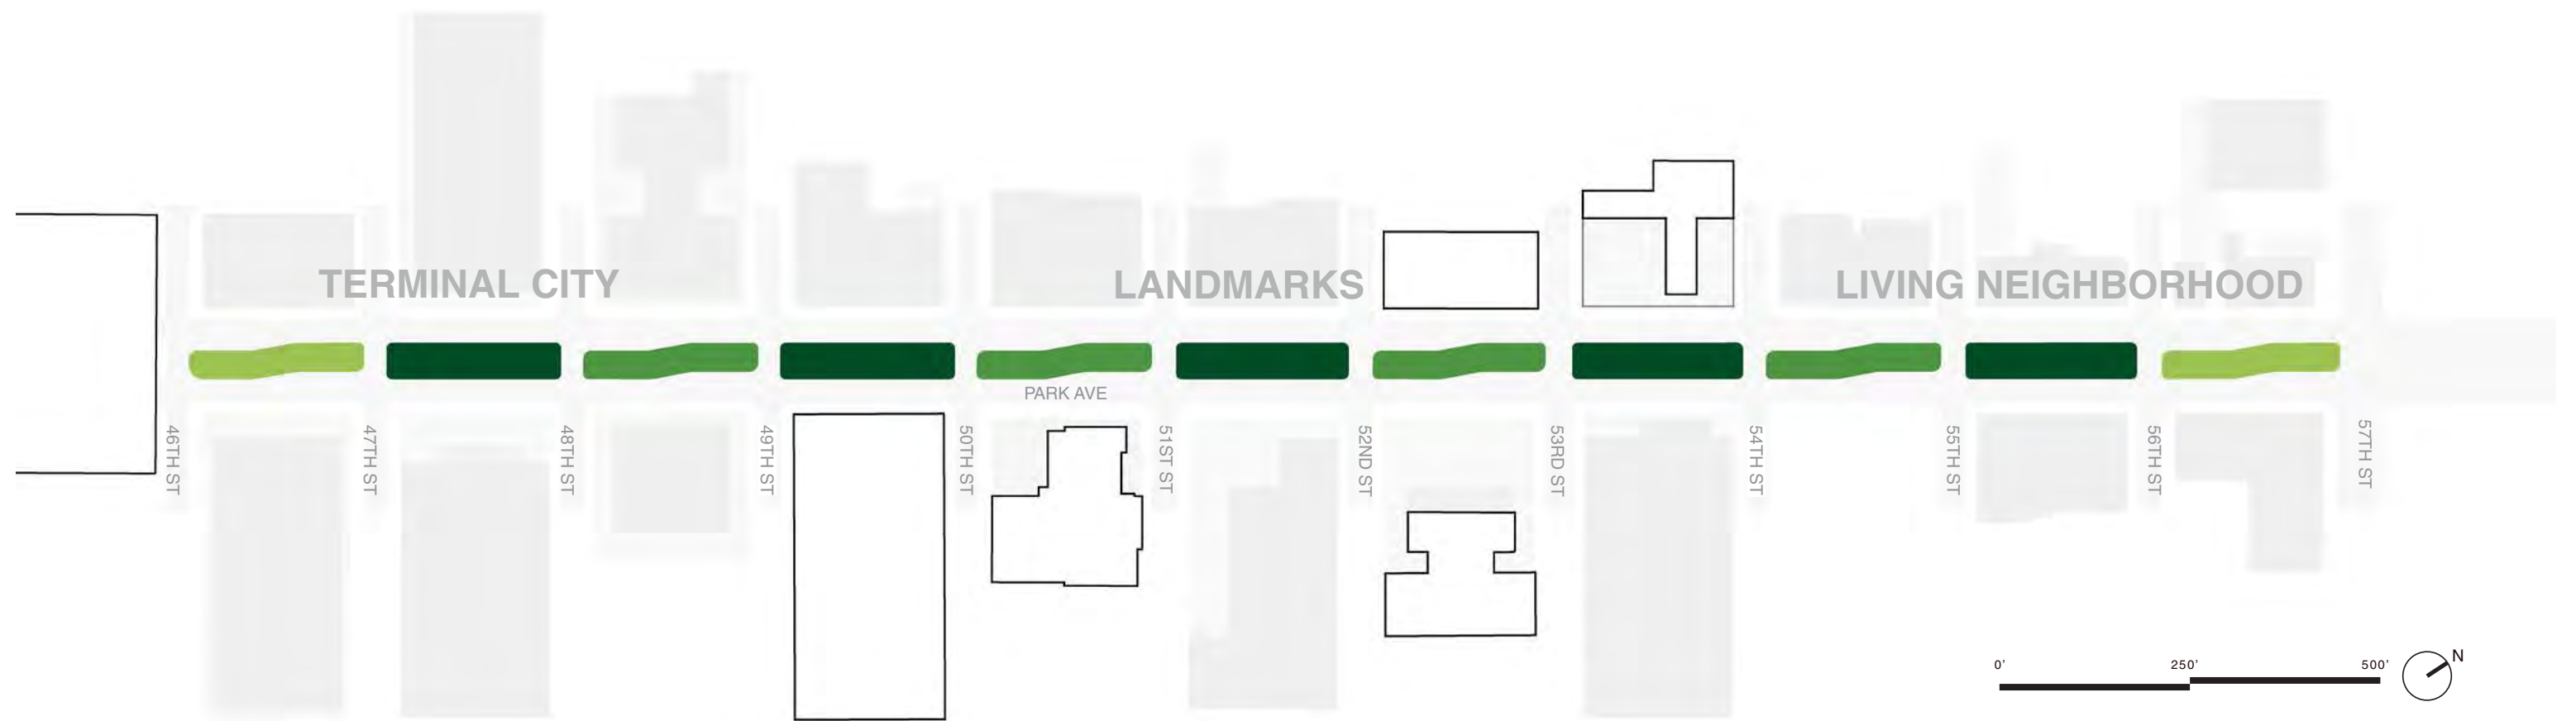 TERMINAL CITY
LANDMARKS
LIVING NEIGHBORHOOD
PARK AVE
46TH ST
47TH ST
48TH ST
49TH ST
50TH ST
51ST ST
52ND ST
53RD ST
54TH ST
55TH ST
56TH ST
57TH ST
0' 250' 500'
N